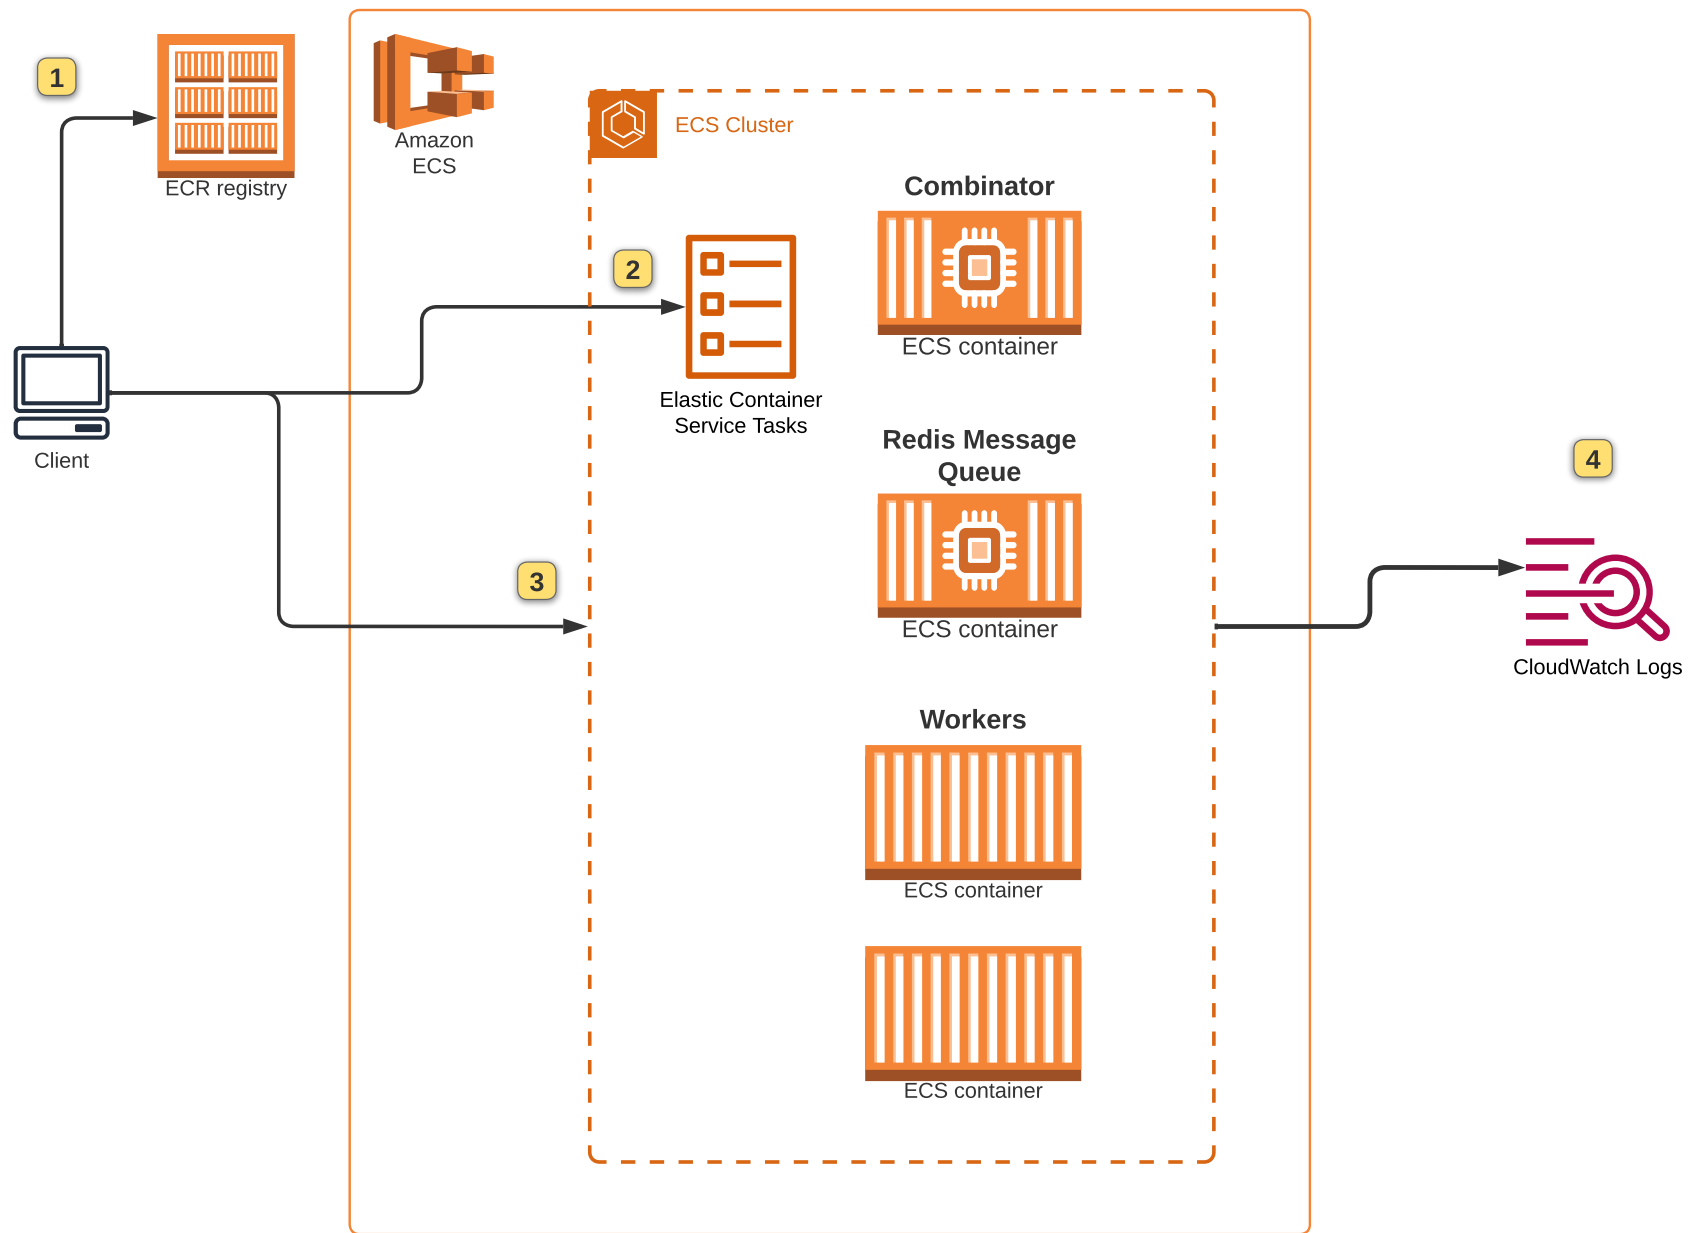 1
ECR registry
Amazon
ECS
ECS Cluster
Combinator
ECS container
2
Elastic Container
Service Tasks
Client
Redis Message
Queue
ECS container
3
4
CloudWatch Logs
Workers
ECS container
ECS container